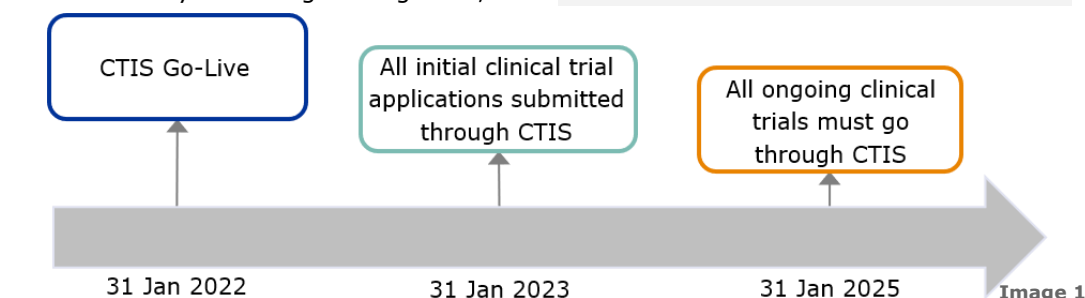 CTIS Go-Live
All initial clinical trial
applications submitted
through CTIS
All ongoing clinical
trials must go
through CTIS
31 Jan 2022
31 Jan 2023
31 Jan 2025
Image 1